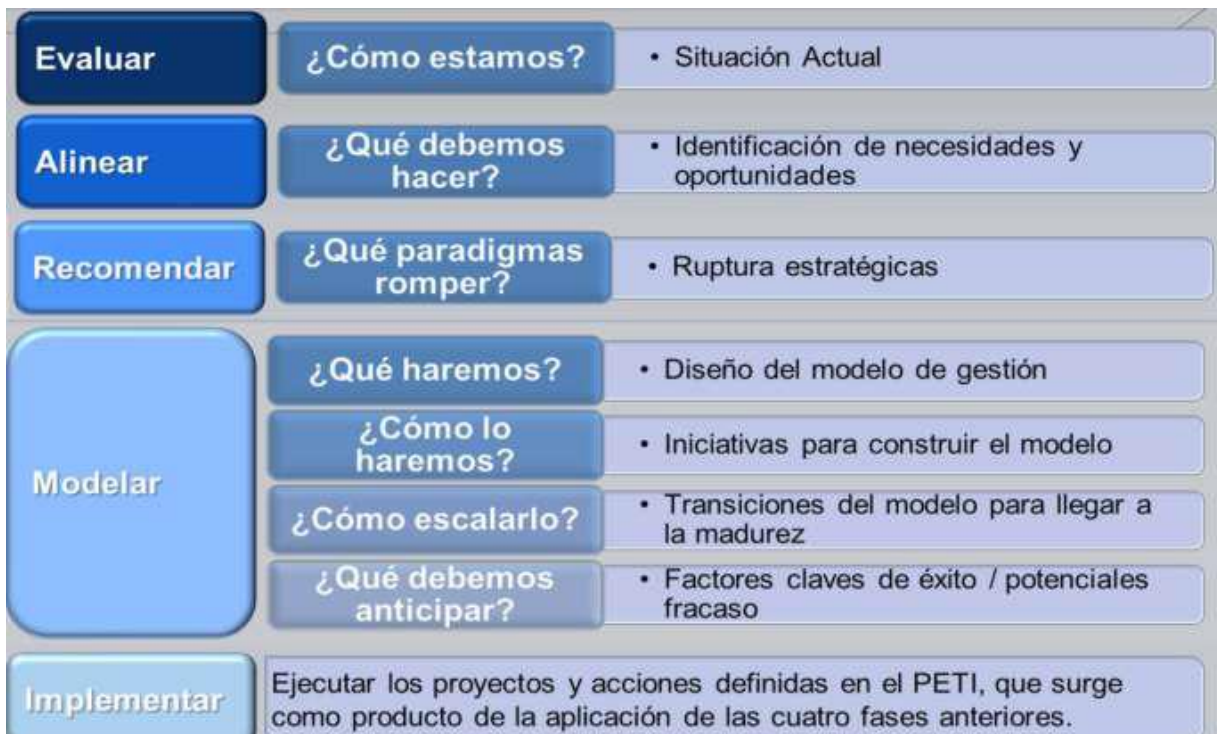 Evaluar
¿Cómo estamos?
• Situación Actual
Alinear
¿Qué debemos
hacer?
• Identificación de necesidades y
oportunidades
Recomendar
¿Qué paradigmas
romper?
• Ruptura estratégicas
Modelar
¿Qué haremos?
• Diseño del modelo de gestión
¿Cómo lo
haremos?
• Iniciativas para construir el modelo
¿Cómo escalarlo?
• Transiciones del modelo para llegar a
la madurez
¿Qué debemos
anticipar?
• Factores claves de éxito / potenciales
fracaso
Implementar
Ejecutar los proyectos y acciones definidas en el PETI, que surge
como producto de la aplicación de las cuatro fases anteriores.